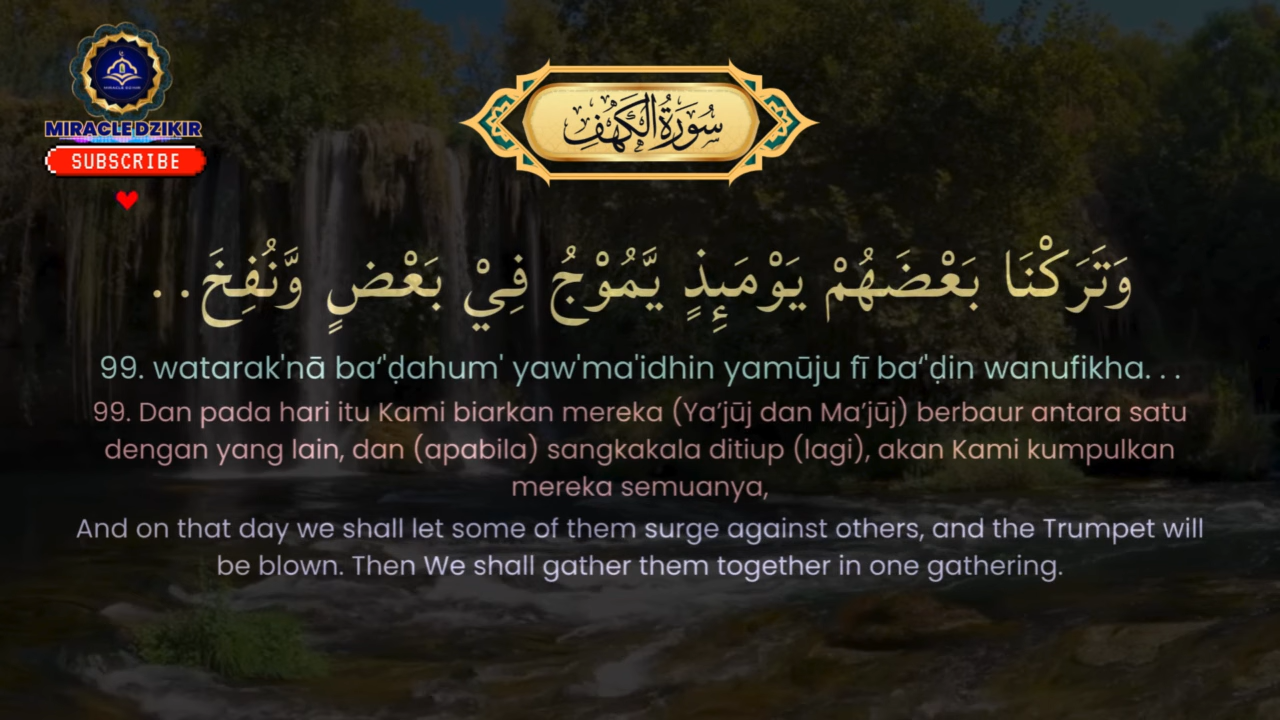 MIRACLE DZIKIR
SUBSCRIBE
سُورَةُ الْكَهْفِ
وَتَرَكْنَا بَعْضَهُمْ يَوْمَىِٕذٍ يَّمُوْجُ فِيْ بَعْضٍ وَّنُفِخَ. .
99. watarak'nā ba‘'ḍahum' yaw'ma'idhin yamūju fī ba‘'ḍin wanufikha. . .
99. Dan pada hari itu Kami biarkan mereka (Ya’jūj dan Ma’jūj) berbaur antara satu
dengan yang lain, dan (apabila) sangkakala ditiup (lagi), akan Kami kumpulkan
mereka semuanya,
And on that day we shall let some of them surge against others, and the Trumpet will
be blown. Then We shall gather them together in one gathering.